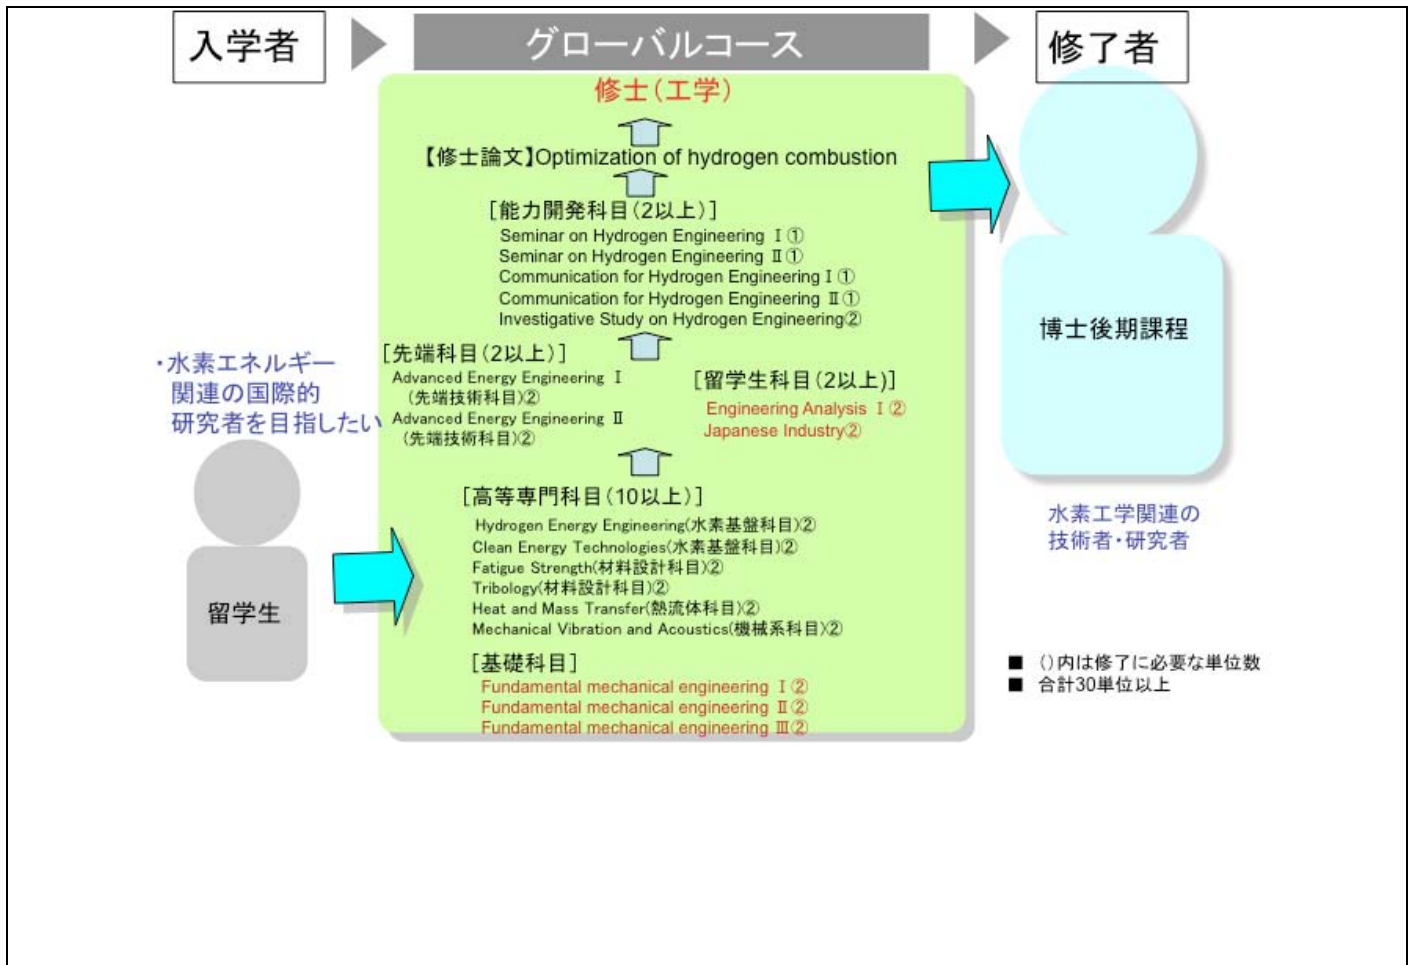 入学者
グローバルコース
修了者
修士(工学)
【修士論文】Optimization of hydrogen combustion
[能力開発科目(2以上)]
Seminar on Hydrogen Engineering Ⅰ①
Seminar on Hydrogen Engineering Ⅱ①
Communication for Hydrogen EngineeringⅠ①
Communication for Hydrogen Engineering Ⅱ①
Investigative Study on Hydrogen Engineering②
[先端科目(2以上)]
Advanced Energy Engineering Ⅰ
(先端技術科目)②
Advanced Energy Engineering Ⅱ
(先端技術科目)②
[留学生科目(2以上)]
Engineering Analysis Ⅰ②
Japanese Industry②
[高等専門科目(10以上)]
Hydrogen Energy Engineering(水素基盤科目)②
Clean Energy Technologies(水素基盤科目)②
Fatigue Strength(材料設計科目)②
Tribology(材料設計科目)②
Heat and Mass Transfer(熱流体科目)②
Mechanical Vibration and Acoustics(機械系科目)②
[基礎科目]
Fundamental mechanical engineering Ⅰ②
Fundamental mechanical engineering Ⅱ②
Fundamental mechanical engineering Ⅲ②
・水素エネルギー
関連の国際的
研究者を目指したい
留学生
博士後期課程
水素工学関連の
技術者・研究者
■ ()内は修了に必要な単位数
■ 合計30単位以上